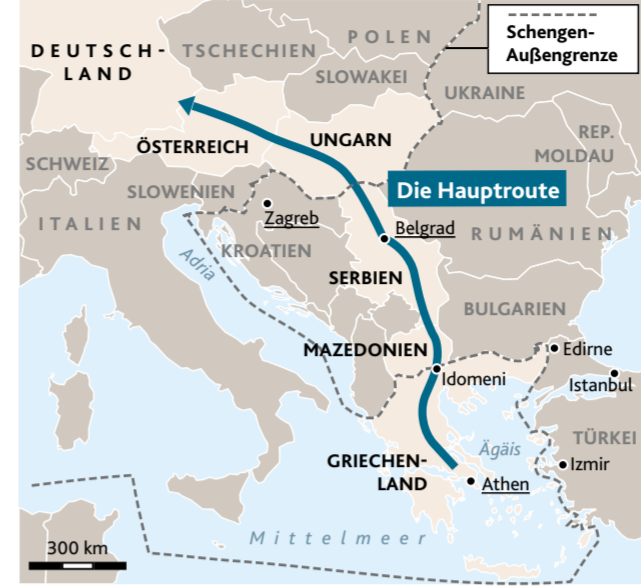 Schengen-
Außengrenze
POLEN
DEUTSCH-
LAND
TSCHECHIEN
SLOWAKEI
UKRAINE
REP.
MOLDAU
ÖSTERREICH
UNGARN
SCHWEIZ
SLOWENIEN
Die Hauptroute
Zagreb
Belgrad
ITALIEN
RUMÄNIEN
Adria
KROATIEN
SERBIEN
BULGARIEN
MAZEDONIEN
Edirne
Idomeni
Istanbul
TÜRKEI
Ägäis
GRIECHEN-
LAND
Izmir
Athen
Mittelmeer
300 km